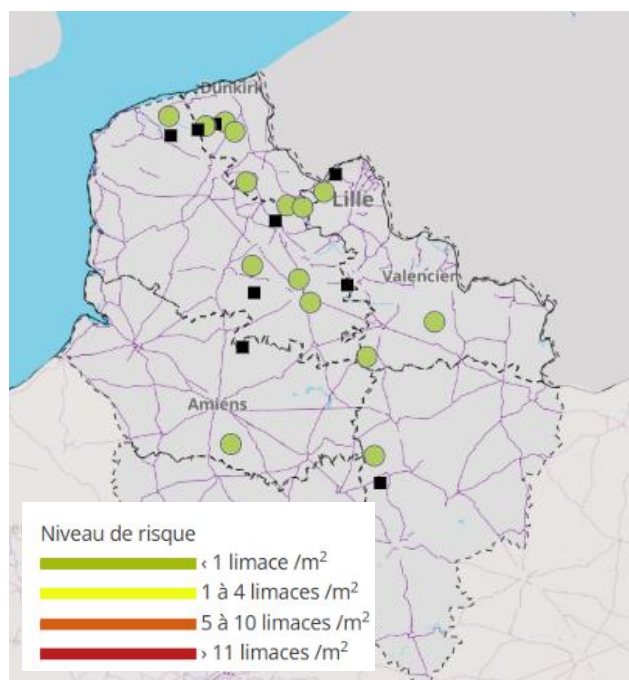 Dunkirk
Lille
Valencien
Amiens
Niveau de risque
‹ 1 limace /m²
1 à 4 limaces /m²
5 à 10 limaces /m²
› 11 limaces /m²